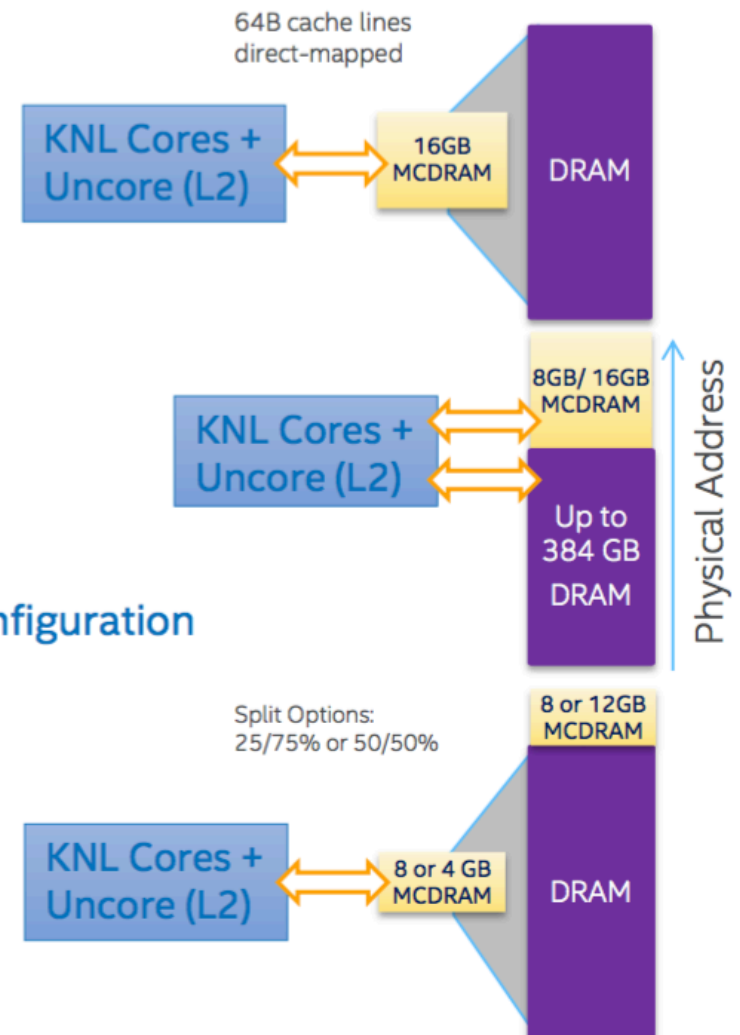 64B cache lines
direct-mapped
KNL Cores +
Uncore (L2)
16GB
MCDRAM
DRAM
8GB/ 16GB
MCDRAM
KNL Cores +
Uncore (L2)
Up to
384 GB
DRAM
Physical Address
nfiguration
8 or 12GB
MCDRAM
Split Options:
25/75% or 50/50%
KNL Cores +
Uncore (L2)
8 or 4 GB
MCDRAM
DRAM